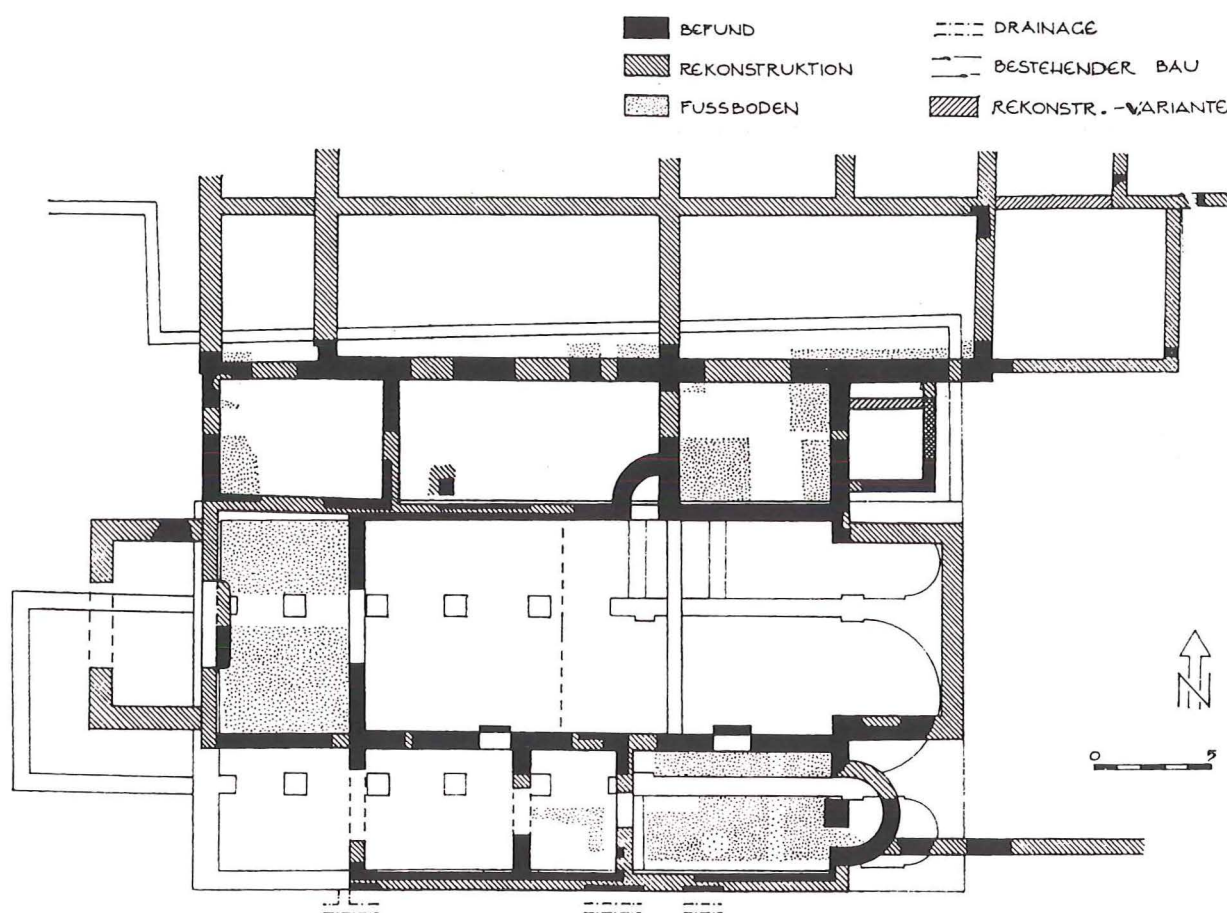 BEFUND
REKONSTRUKTION
FUSSBODEN
DRAINAGE
BESTEHENDER BAU
REKONSTR.-VARIANTE
N
0 5